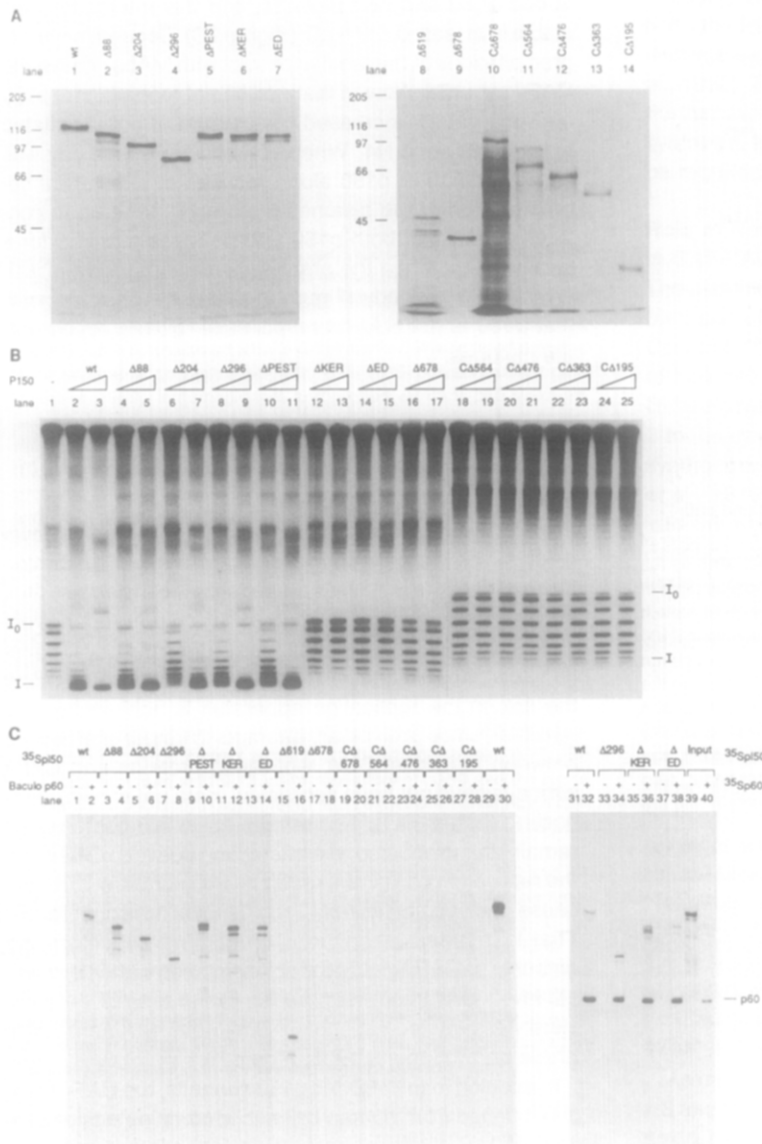 A
wt Δ88 Δ204 Δ296 ΔPEST ΔKER ΔED
lane 1 2 3 4 5 6 7
205
116
97
66
45
Δ619 Δ678 CΔ678 CΔ564 CΔ476 CΔ363 CΔ195
lane 8 9 10 11 12 13 14
205
116
97
66
45
B
wt Δ88 Δ204 Δ296 ΔPEST ΔKER ΔED Δ678 CΔ564 CΔ476 CΔ363 CΔ195
P150 -
lane 1 2 3 4 5 6 7 8 9 10 11 12 13 14 15 16 17 18 19 20 21 22 23 24 25
I0
I
I0
I
C
wt Δ88 Δ204 Δ296 Δ Δ Δ Δ619 Δ678 CΔ CΔ CΔ CΔ CΔ wt
35Spl50 PEST KER ED 678 564 476 363 195
Baculo p60 - + - + - + - + - + - + - + - + - + - + - + - + - + - + - +
lane 1 2 3 4 5 6 7 8 9 10 11 12 13 14 15 16 17 18 19 20 21 22 23 24 25 26 27 28 29 30
wt Δ296 Δ Δ Input
KER ED 35Spl50
- + - + - + - + - + 35Sp60
31 32 33 34 35 36 37 38 39 40
p60